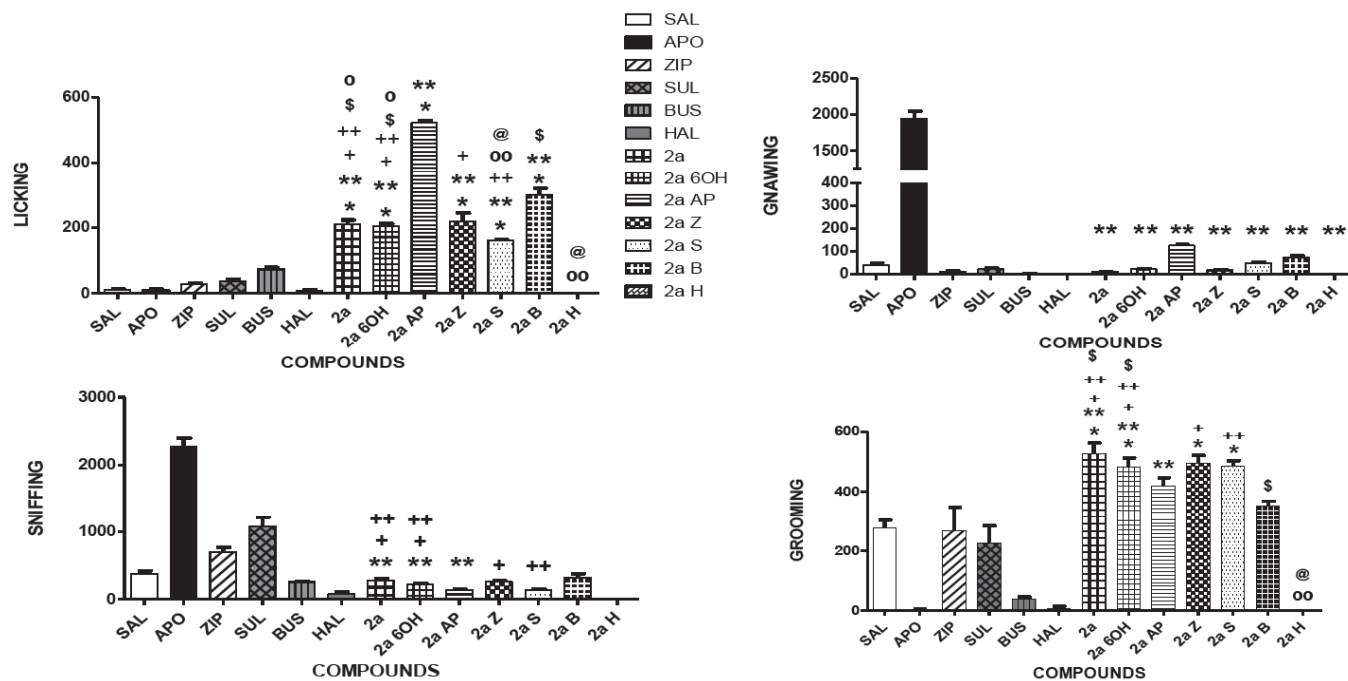 SAL
APO
ZIP
SUL
BUS
HAL
2a
2a 6OH
2a AP
2a Z
2a S
2a B
2a H
LICKING
600
400
200
0
o
$
++
+
**
*
o
$
++
+
**
*
**
*
+
**
*
@
oo
++
**
*
$
**
*
@
oo
SAL APO ZIP SUL BUS HAL 2a 2a 6OH 2a AP 2a Z 2a S 2a B 2a H
COMPOUNDS
GNAWING
2500
2000
1500
1000
400
300
200
100
0
** ** ** ** ** ** **
SAL APO ZIP SUL BUS HAL 2a 2a 6OH 2a AP 2a Z 2a S 2a B 2a H
COMPOUNDS
SNIFFING
3000
2000
1000
0
++
+
**
++
+
**
**
+
++
SAL APO ZIP SUL BUS HAL 2a 2a 6OH 2a AP 2a Z 2a S 2a B 2a H
COMPOUNDS
GROOMING
600
400
200
0
$
++
+
**
*
$
++
+
**
*
**
+
*
++
*
$
@
oo
SAL APO ZIP SUL BUS HAL 2a 2a 6OH 2a AP 2a Z 2a S 2a B 2a H
COMPOUNDS